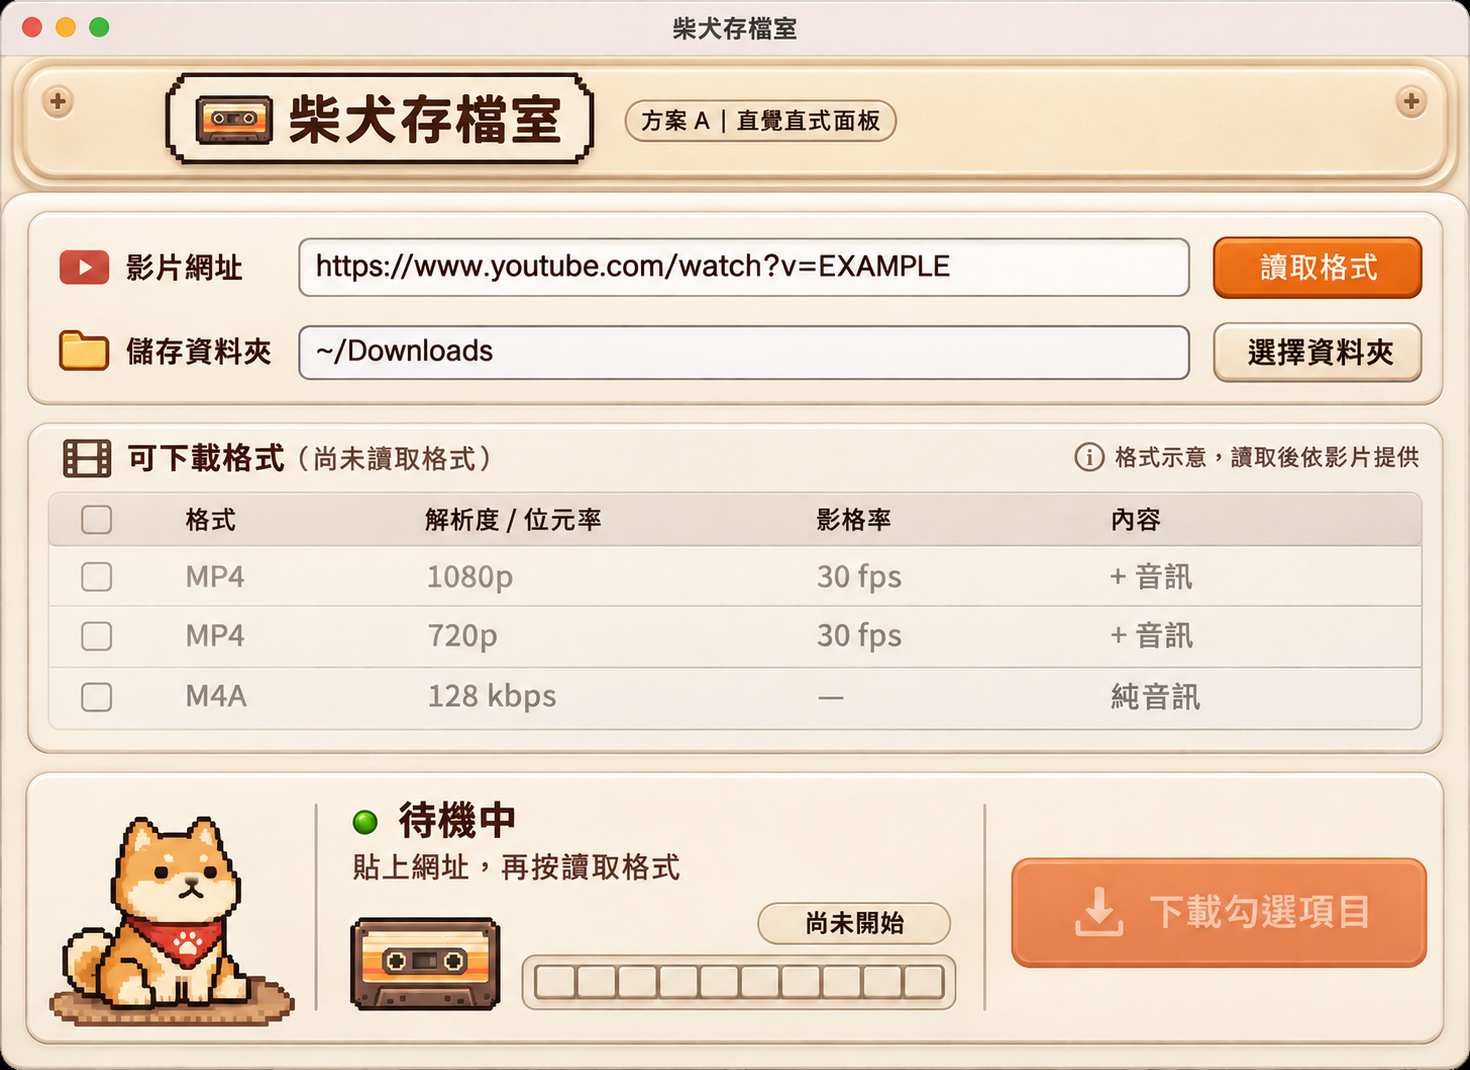 柴犬存檔室
柴犬存檔室
方案 A｜直覺直式面板
影片網址
https://www.youtube.com/watch?v=EXAMPLE
讀取格式
儲存資料夾
~/Downloads
選擇資料夾
可下載格式（尚未讀取格式）
格式示意，讀取後依影片提供
格式 解析度 / 位元率 影格率 內容
MP4 1080p 30 fps + 音訊
MP4 720p 30 fps + 音訊
M4A 128 kbps — 純音訊
待機中
貼上網址，再按讀取格式
尚未開始
下載勾選項目